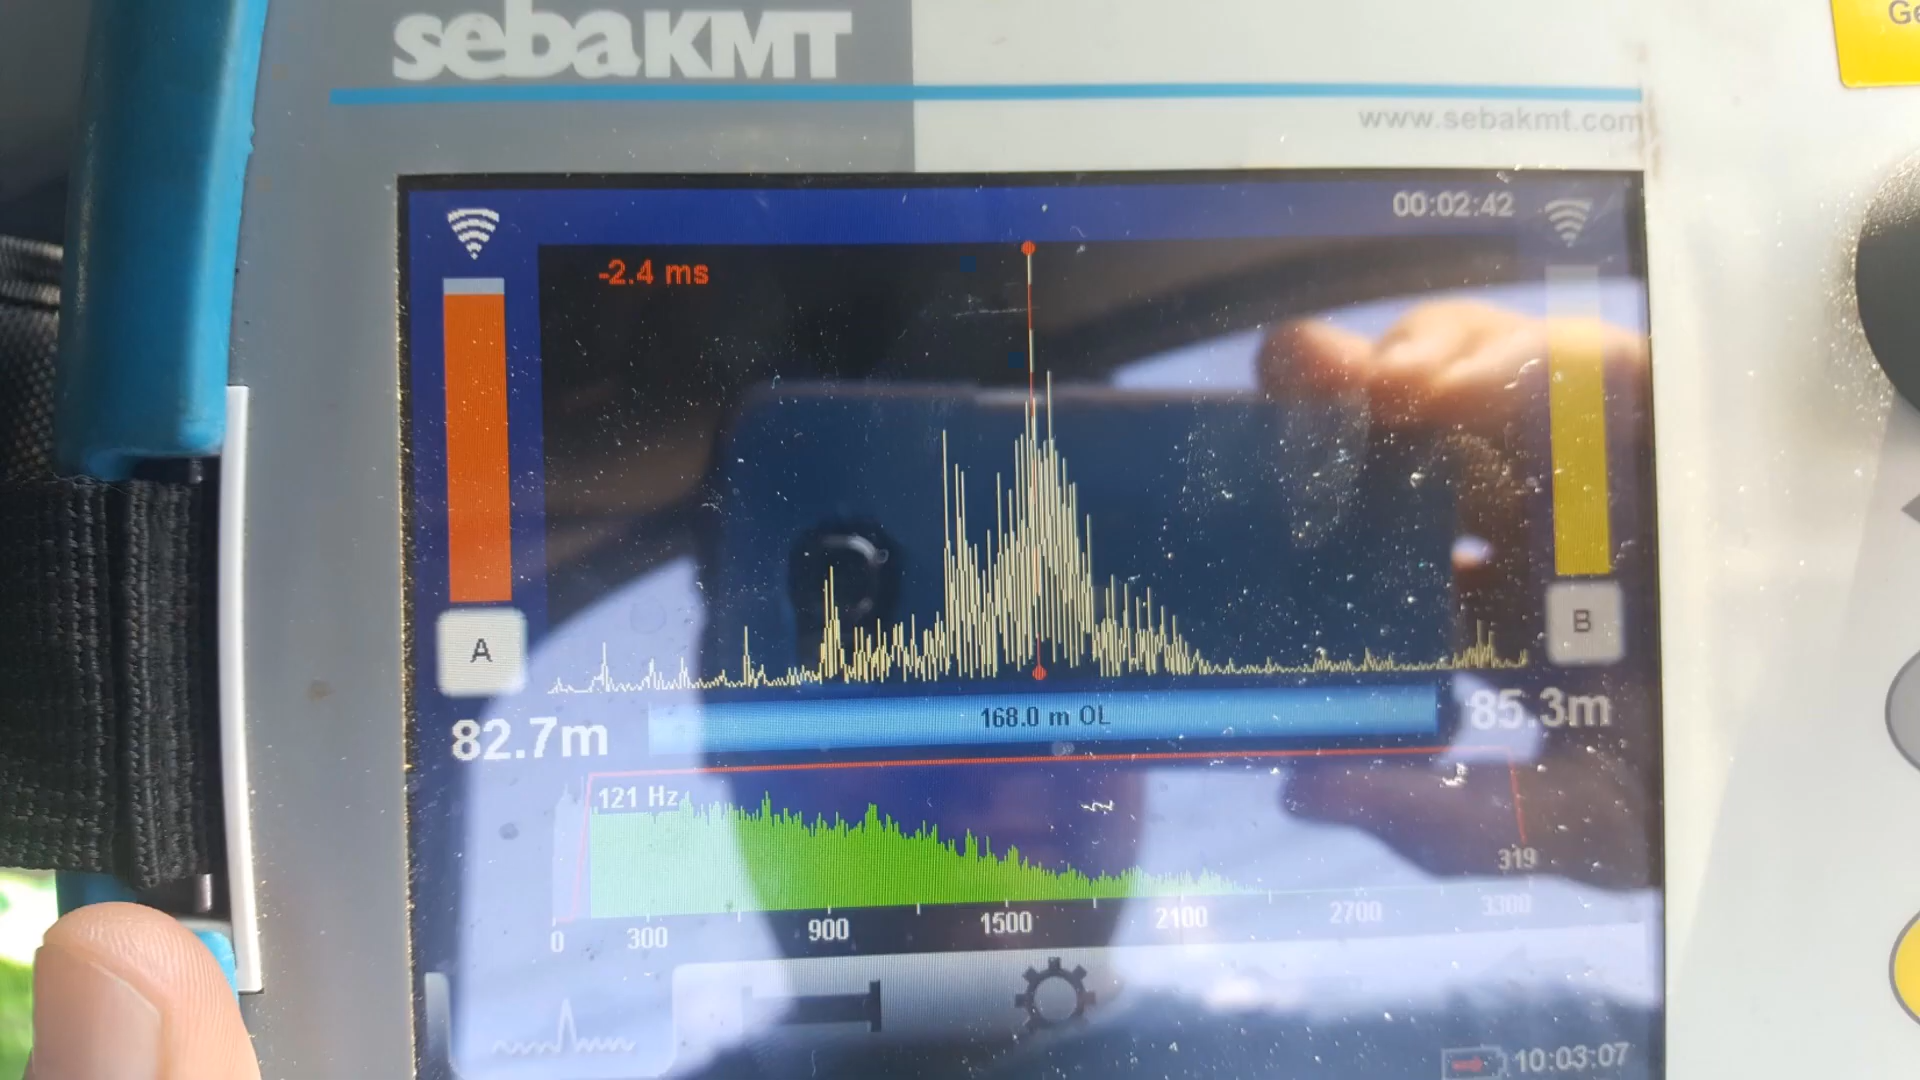 sebaKMT
www.sebakmt.com
00:02:42
-2.4 ms
A
B
82.7m
168.0 m OL
85.3m
121 Hz
319
0 300 900 1500 2100 2700 3300
10:03:07